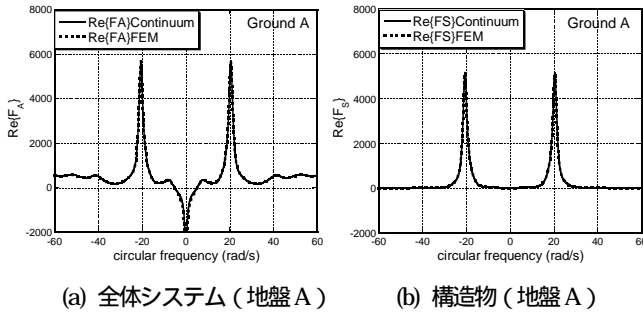 Re{FA}Continuum
Re{FA}FEM
Ground A
8000
6000
4000
2000
0
-2000
Re{F_A}
-60 -40 -20 0 20 40 60
circular frequency (rad/s)
(a) 全体システム（地盤A）
Re{FS}Continuum
Re{FS}FEM
Ground A
8000
6000
4000
2000
0
-2000
Re{F_S}
-60 -40 -20 0 20 40 60
circular frequency (rad/s)
(b) 構造物（地盤A）